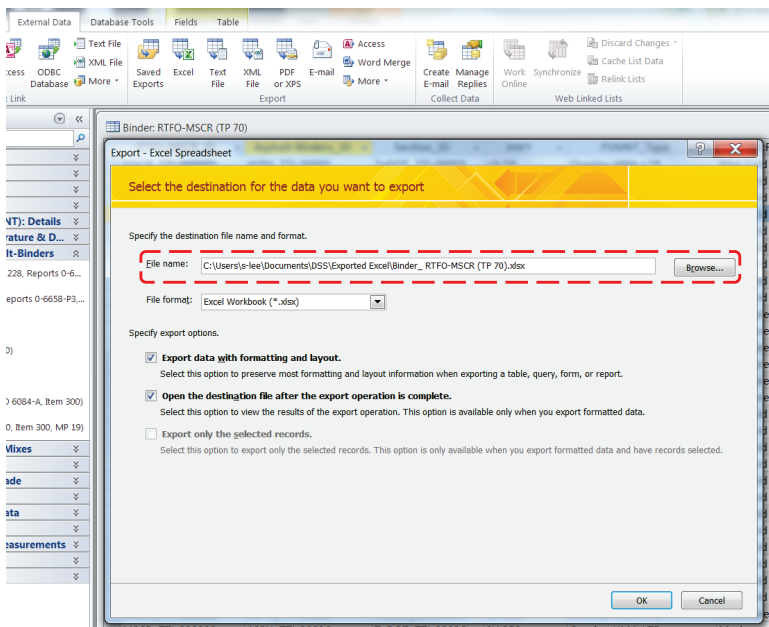 External Data Database Tools Fields Table
Text File
XML File
ODBC Database
More
Link
Saved Exports
Excel
Text File
XML File
PDF or XPS
E-mail
Access
Word Merge
More
Export
Create E-mail
Manage Replies
Collect Data
Work Online
Synchronize
Discard Changes
Cache List Data
Relink Lists
Web Linked Lists
Binder: RTFO-MSCR (TP 70)
Export - Excel Spreadsheet
Select the destination for the data you want to export
Specify the destination file name and format.
File name: C:\Users\s-lee\Documents\DSS\Exported Excel\Binder_ RTFO-MSCR (TP 70).xlsx Browse...
File format: Excel Workbook (*.xlsx)
Specify export options.
Export data with formatting and layout.
Select this option to preserve most formatting and layout information when exporting a table, query, form, or report.
Open the destination file after the export operation is complete.
Select this option to view the results of the export operation. This option is available only when you export formatted data.
Export only the selected records.
Select this option to export only the selected records. This option is only available when you export formatted data and have records selected.
OK Cancel
NT): Details
rature & D...
lt-Binders
228, Reports 0-6...
eports 0-6658-P3,...
0)
O 6084-A, Item 300)
0, Item 300, MP 19)
Mixes
ade
ata
easurements